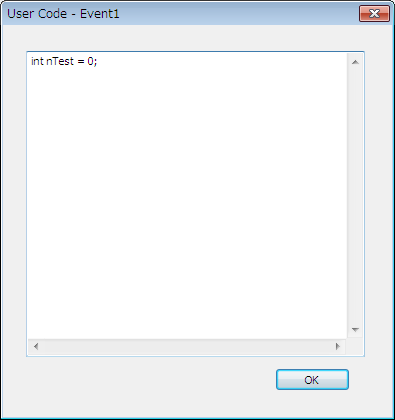 User Code - Event1
int nTest = 0;
OK